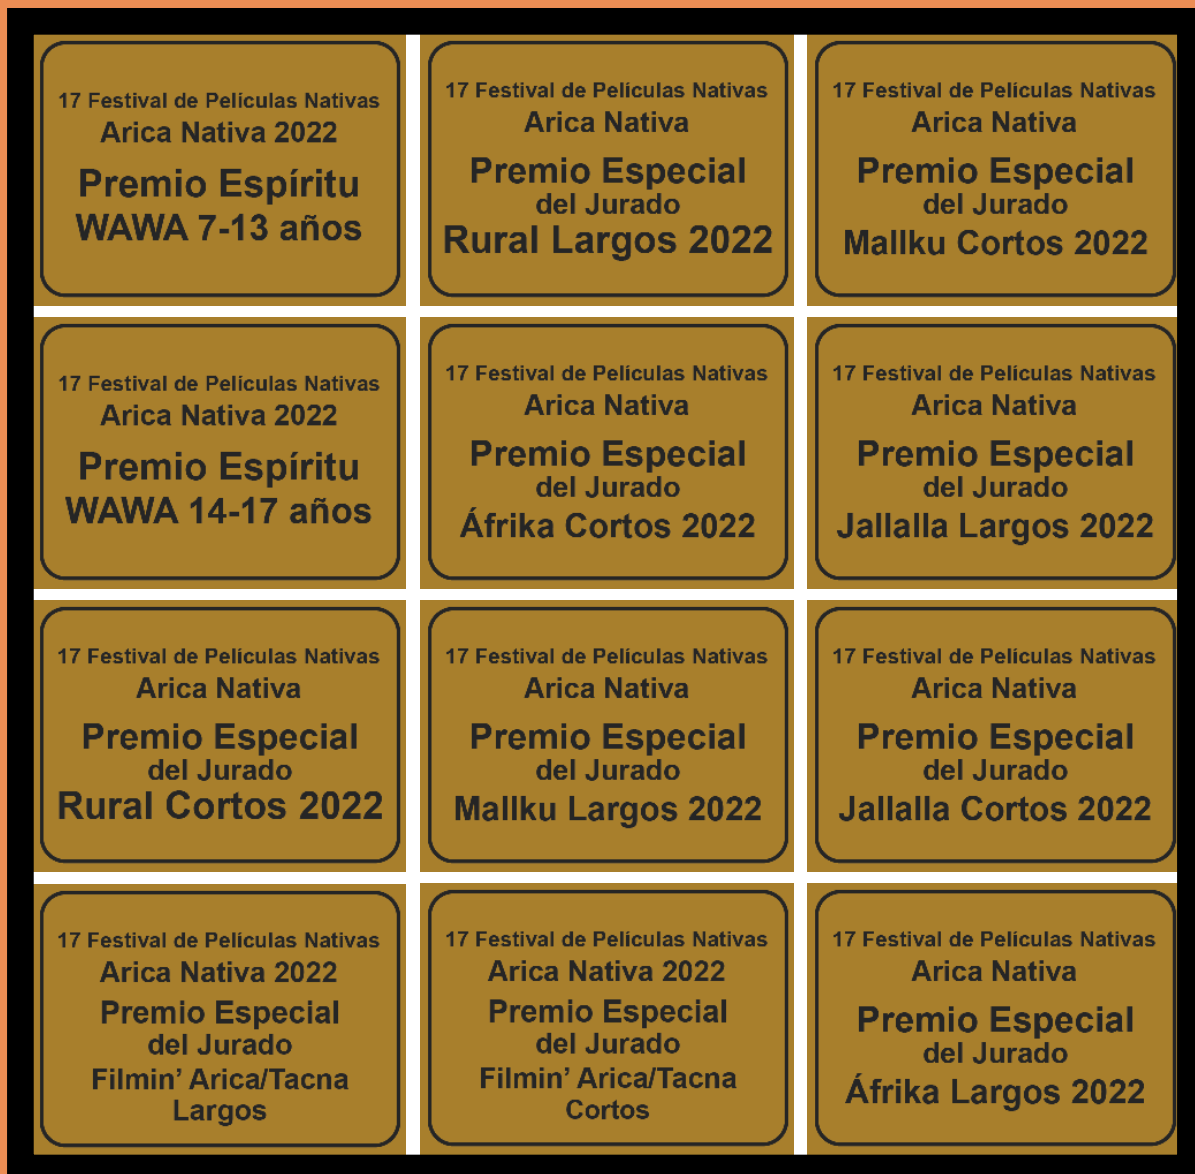 17 Festival de Películas Nativas
Arica Nativa 2022
Premio Espíritu
WAWA 7-13 años
17 Festival de Películas Nativas
Arica Nativa
Premio Especial
del Jurado
Rural Largos 2022
17 Festival de Películas Nativas
Arica Nativa
Premio Especial
del Jurado
Mallku Cortos 2022
17 Festival de Películas Nativas
Arica Nativa 2022
Premio Espíritu
WAWA 14-17 años
17 Festival de Películas Nativas
Arica Nativa
Premio Especial
del Jurado
Áfrika Cortos 2022
17 Festival de Películas Nativas
Arica Nativa
Premio Especial
del Jurado
Jallalla Largos 2022
17 Festival de Películas Nativas
Arica Nativa
Premio Especial
del Jurado
Rural Cortos 2022
17 Festival de Películas Nativas
Arica Nativa
Premio Especial
del Jurado
Mallku Largos 2022
17 Festival de Películas Nativas
Arica Nativa
Premio Especial
del Jurado
Jallalla Cortos 2022
17 Festival de Películas Nativas
Arica Nativa 2022
Premio Especial
del Jurado
Filmin’ Arica/Tacna
Largos
17 Festival de Películas Nativas
Arica Nativa 2022
Premio Especial
del Jurado
Filmin’ Arica/Tacna
Cortos
17 Festival de Películas Nativas
Arica Nativa
Premio Especial
del Jurado
Áfrika Largos 2022